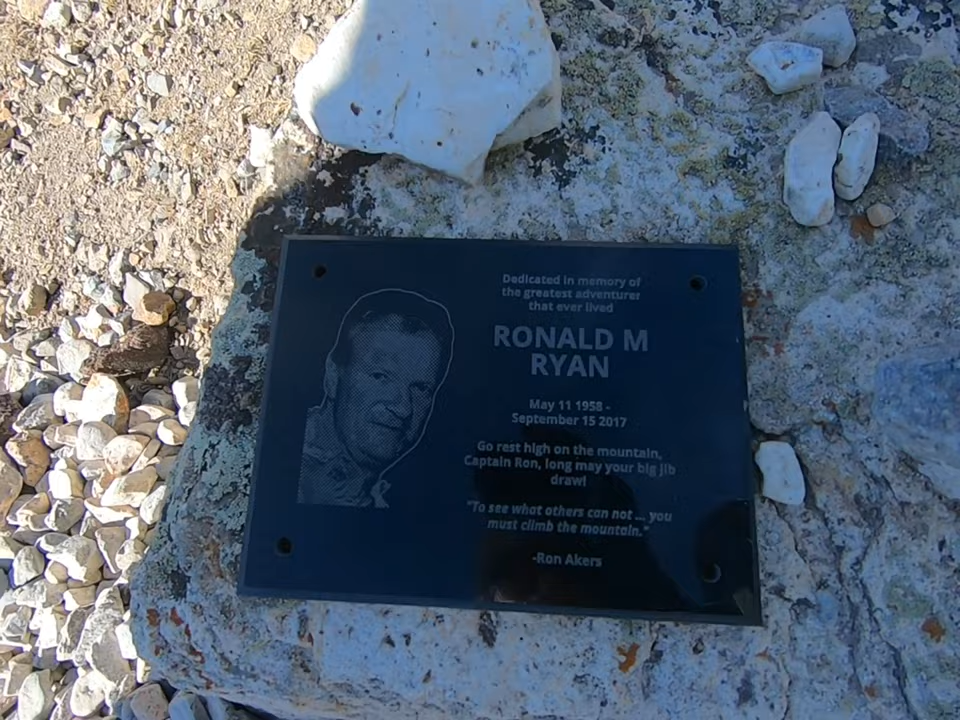 Dedicated in memory of
the greatest adventurer
that ever lived
RONALD M
RYAN
May 11 1958 -
September 15 2017
Go rest high on the mountain,
Captain Ron, long may your big jib
draw!
"To see what others can not ... you
must climb the mountain."
-Ron Akers